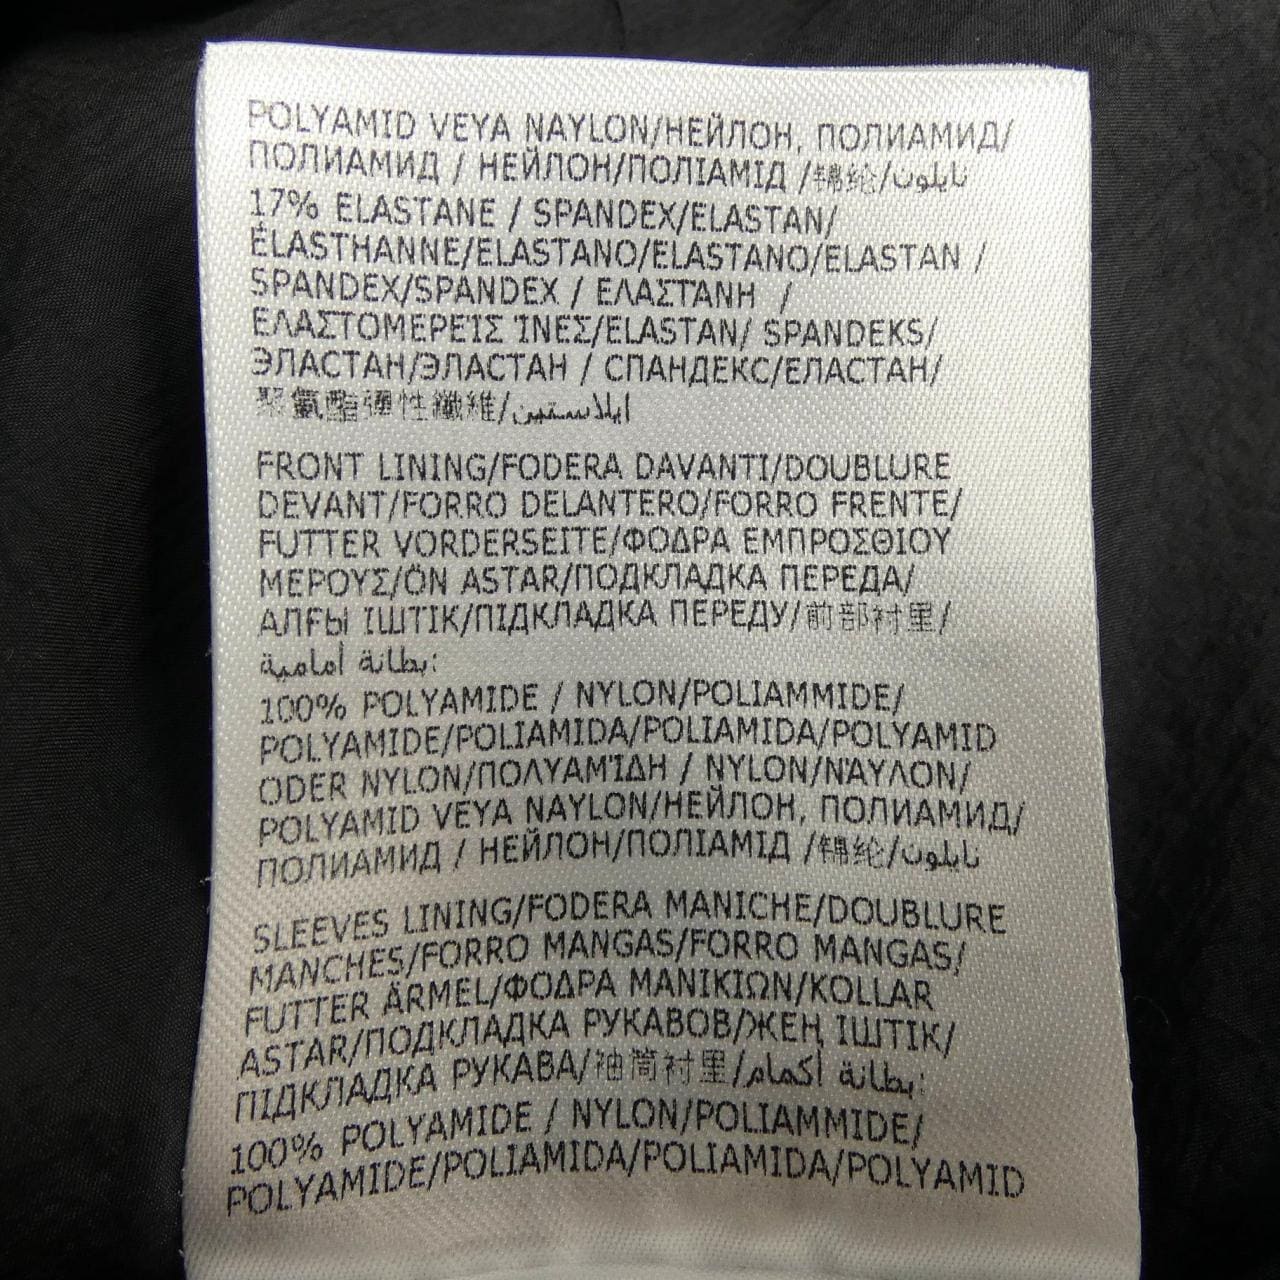 POLYAMID VEYA NAYLON/НЕЙЛОН, ПОЛИАМИД/
ПОЛИАМИД / НЕЙЛОН/ПОЛІАМІД /锦纶/نايلون
17% ELASTANE / SPANDEX/ELASTAN/
ÉLASTHANNE/ELASTANO/ELASTANO/ELASTAN /
SPANDEX/SPANDEX / ΕΛΑΣΤΆΝΗ /
ΕΛΑΣΤΟΜΕΡΕΊΣ ΊΝΕΣ/ELASTAN/ SPANDEKS/
ЭЛАСТАН/ЭЛАСТАН / СПАНДЕКС/ЕЛАСТАН/
聚氨酯弹性纤维/ايلاستين
FRONT LINING/FODERA DAVANTI/DOUBLURE
DEVANT/FORRO DELANTERO/FORRO FRENTE/
FUTTER VORDERSEITE/ΦΟΔΡΑ ΕΜΠΡΟΣΘΙΟΥ
ΜΕΡΟΥΣ/ÖN ASTAR/ПОДКЛАДКА ПЕРЕДА/
АЛҒЫ ІШТІК/ПІДКЛАДКА ПЕРЕДУ/前部衬里/
بطانة أمامية:
100% POLYAMIDE / NYLON/POLIAMMIDE/
POLYAMIDE/POLIAMIDA/POLIAMIDA/POLYAMID
ODER NYLON/ΠΟΛΥΑΜΊΔΗ / NYLON/ΝΆΥΛΟΝ/
POLYAMID VEYA NAYLON/НЕЙЛОН, ПОЛИАМИД/
ПОЛИАМИД / НЕЙЛОН/ПОЛІАМІД /锦纶/نايلون
SLEEVES LINING/FODERA MANICHE/DOUBLURE
MANCHES/FORRO MANGAS/FORRO MANGAS/
FUTTER ÄRMEL/ΦΟΔΡΑ ΜΑΝΙΚΙΩΝ/KOLLAR
ASTAR/ПОДКЛАДКА РУКАВОВ/ЖЕҢ ІШТІК/
ПІДКЛАДКА РУКАВА/袖筒衬里/بطانة أكمام:
100% POLYAMIDE / NYLON/POLIAMMIDE/
POLYAMIDE/POLIAMIDA/POLIAMIDA/POLYAMID